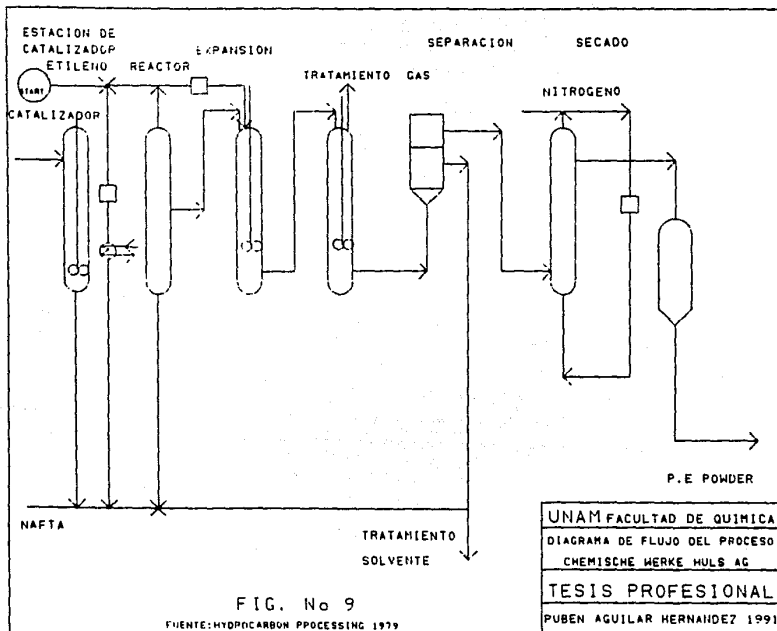 ESTACION DE
CATALIZADOR
ETILENO
REACTOR
EXPANSION
SEPARACION
SECADO
START
TRATAMIENTO GAS
NITROGENO
CATALIZADOR
P.E POWDER
NAFTA
TRATAMIENTO
SOLVENTE
FIG. No 9
FUENTE:HYDROCARBON PROCESSING 1979
UNAM FACULTAD DE QUIMICA
DIAGRAMA DE FLUJO DEL PROCESO
CHEMISCHE WERKE HULS AG
TESIS PROFESIONAL
RUBEN AGUILAR HERNANDEZ 1991